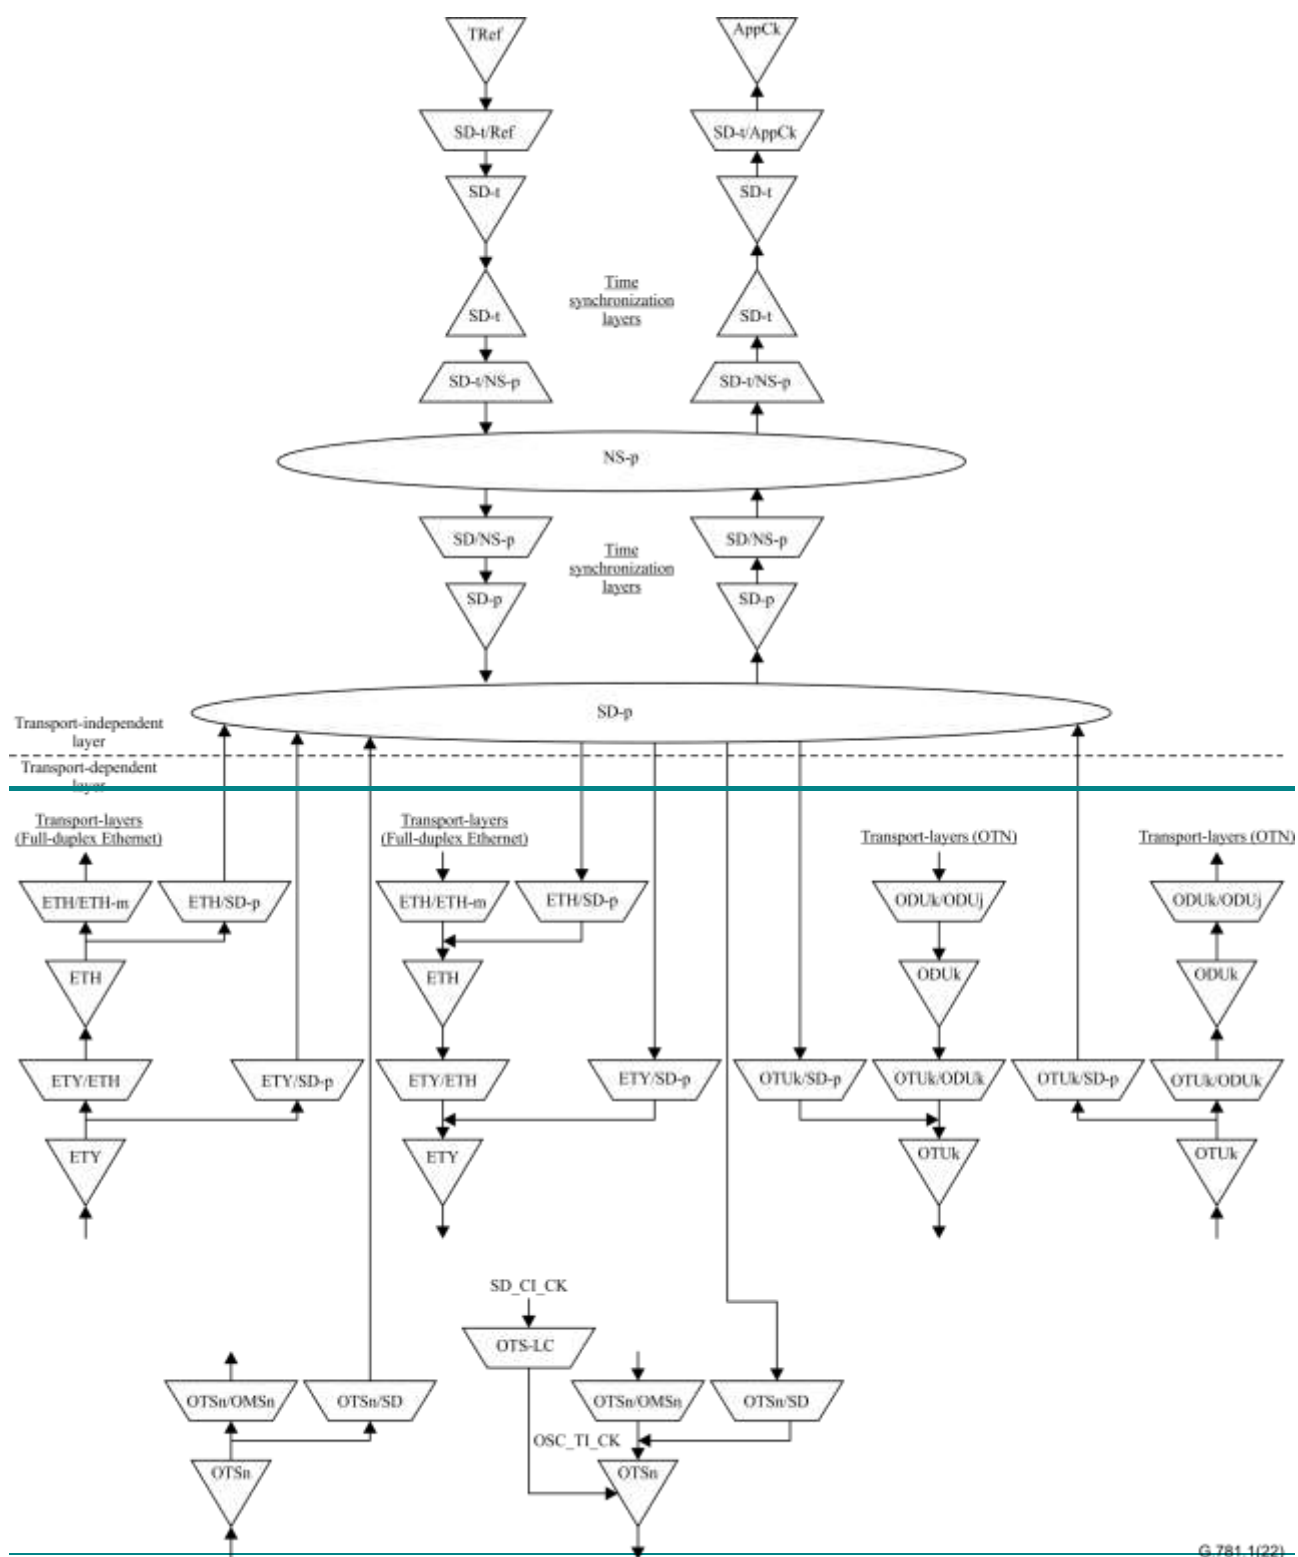 TRef
AppCk
SD-t/Ref
SD-t/AppCk
SD-t
SD-t
Time
synchronization
layers
SD-t
SD-t
SD-t/NS-p
SD-t/NS-p
NS-p
SD/NS-p
SD/NS-p
Time
synchronization
layers
SD-p
SD-p
SD-p
Transport-independent
layer
Transport-dependent
layer
Transport-layers
(Full-duplex Ethernet)
Transport-layers
(Full-duplex Ethernet)
Transport-layers (OTN)
Transport-layers (OTN)
ETH/ETH-m
ETH/SD-p
ETH/ETH-m
ETH/SD-p
ODUk/ODUj
ODUk/ODUj
ETH
ETH
ODUk
ODUk
ETY/ETH
ETY/SD-p
ETY/ETH
ETY/SD-p
OTUk/SD-p
OTUk/ODUk
OTUk/SD-p
OTUk/ODUk
ETY
ETY
OTUk
OTUk
SD_CI_CK
OTS-LC
OTSn/OMSn
OTSn/SD
OTSn/OMSn
OTSn/SD
OSC_TI_CK
OTSn
OTSn
G.781.1(22)